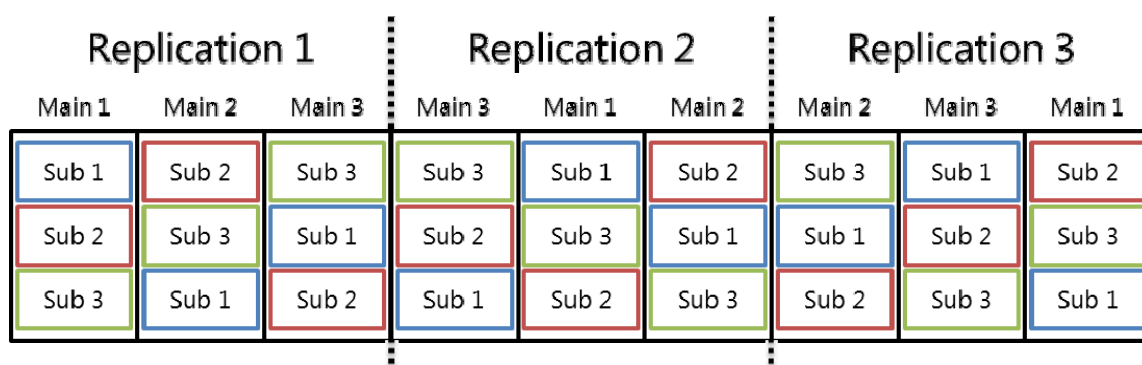 Replication 1 Replication 2 Replication 3
Main 1 Main 2 Main 3 Main 3 Main 1 Main 2 Main 2 Main 3 Main 1
Sub 1 Sub 2 Sub 3 Sub 3 Sub 1 Sub 2 Sub 3 Sub 1 Sub 2
Sub 2 Sub 3 Sub 1 Sub 2 Sub 3 Sub 1 Sub 1 Sub 2 Sub 3
Sub 3 Sub 1 Sub 2 Sub 1 Sub 2 Sub 3 Sub 2 Sub 3 Sub 1